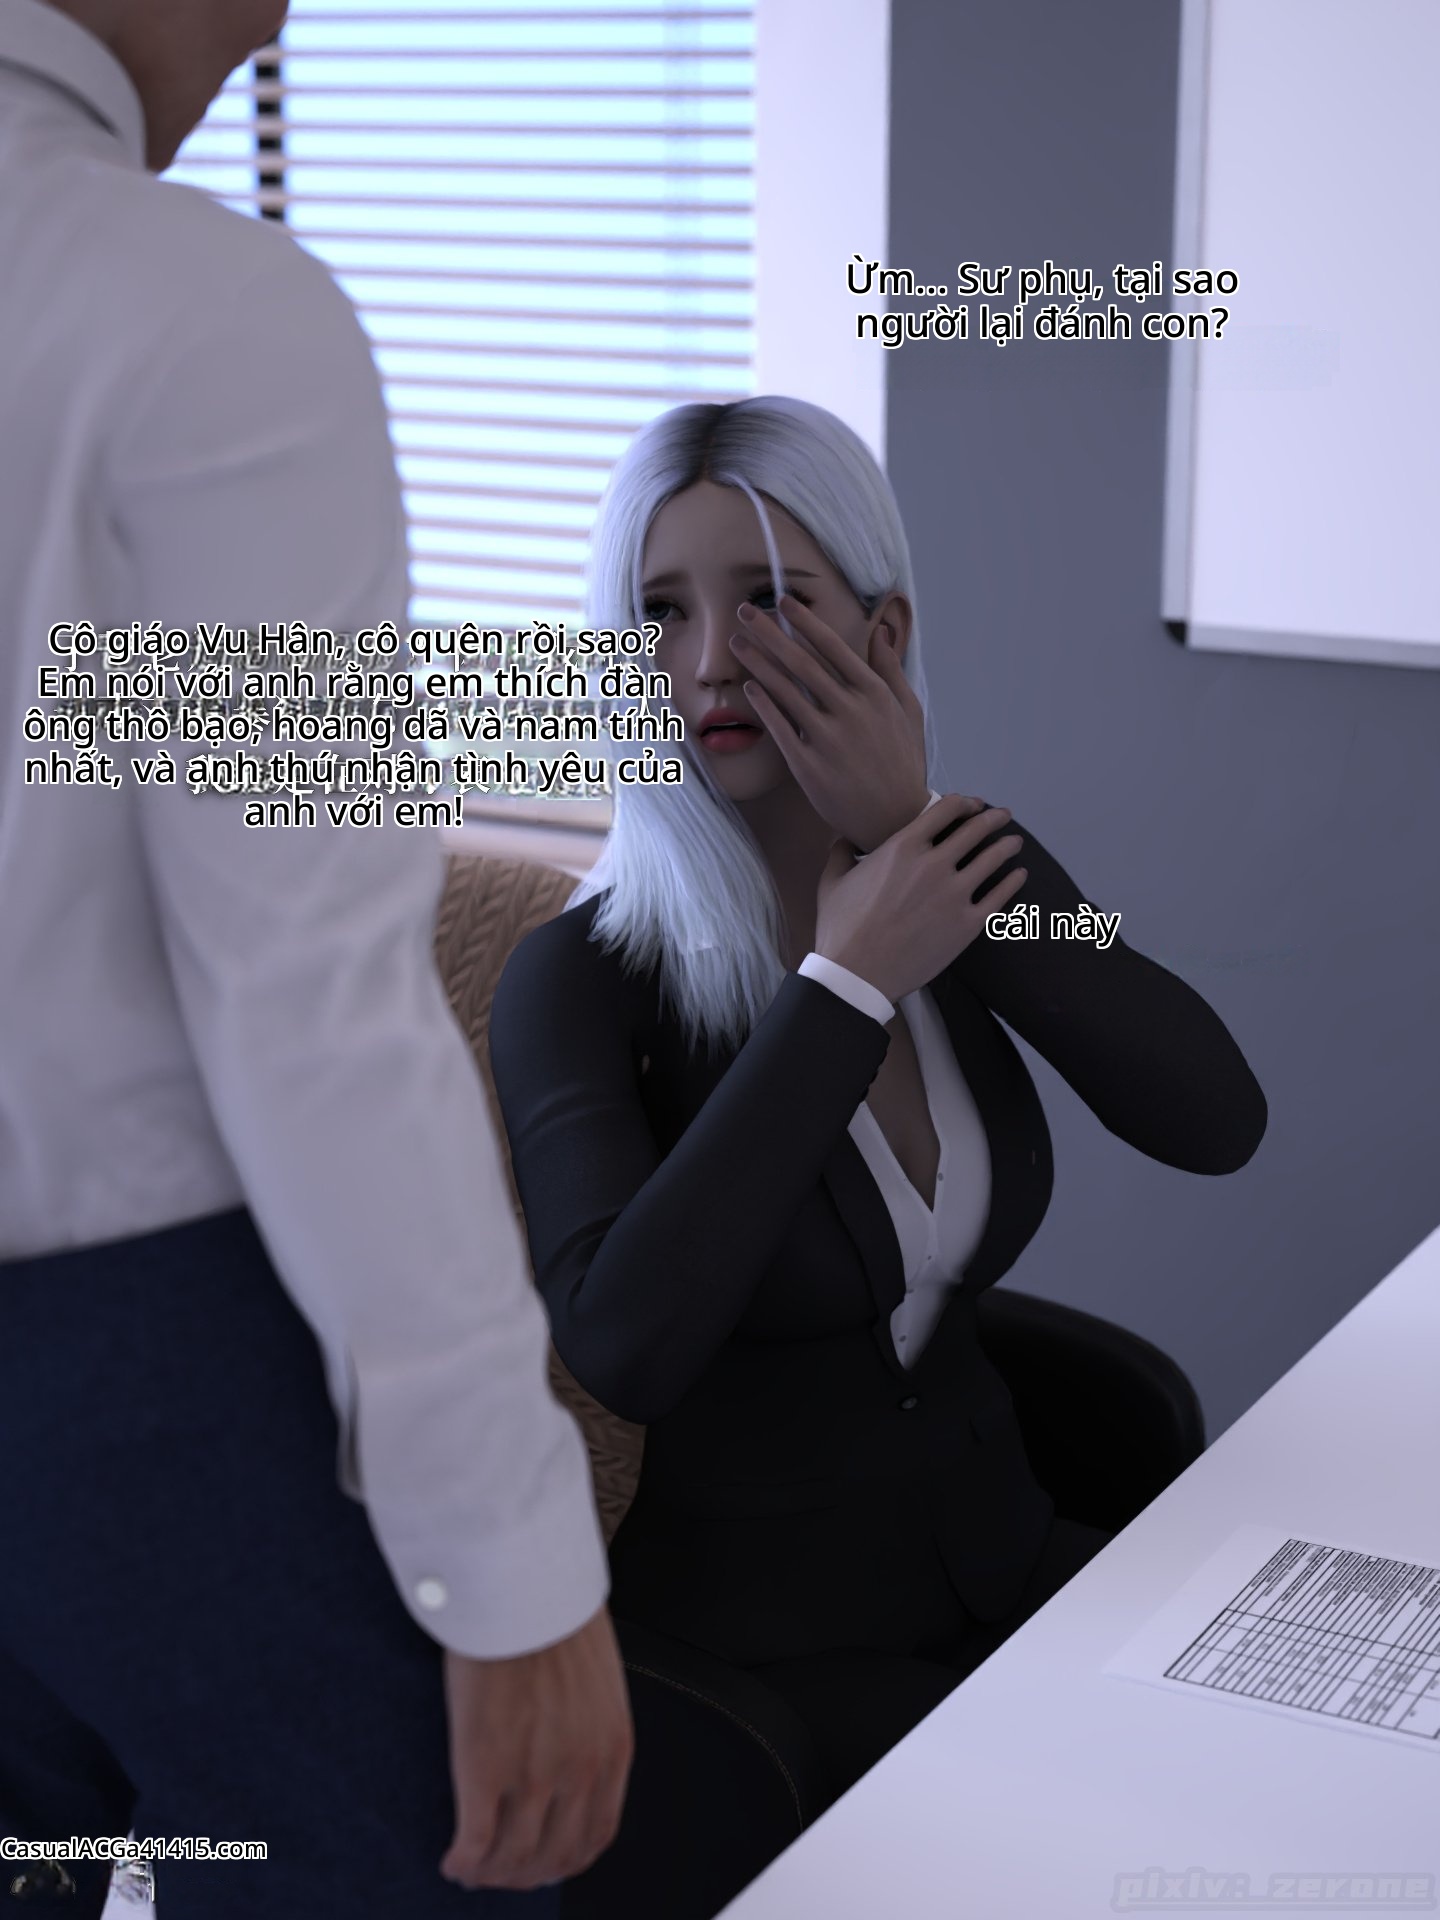 Ừm... Sư phụ, tại sao
người lại đánh con?
Cô giáo Vu Hân, cô quên rồi sao?
Em nói với anh rằng em thích đàn
ông thô bạo, hoang dã và nam tính
nhất, và anh thú nhận tình yêu của
anh với em!
cái này
CasualACGa41415.com
pixiv: zerone